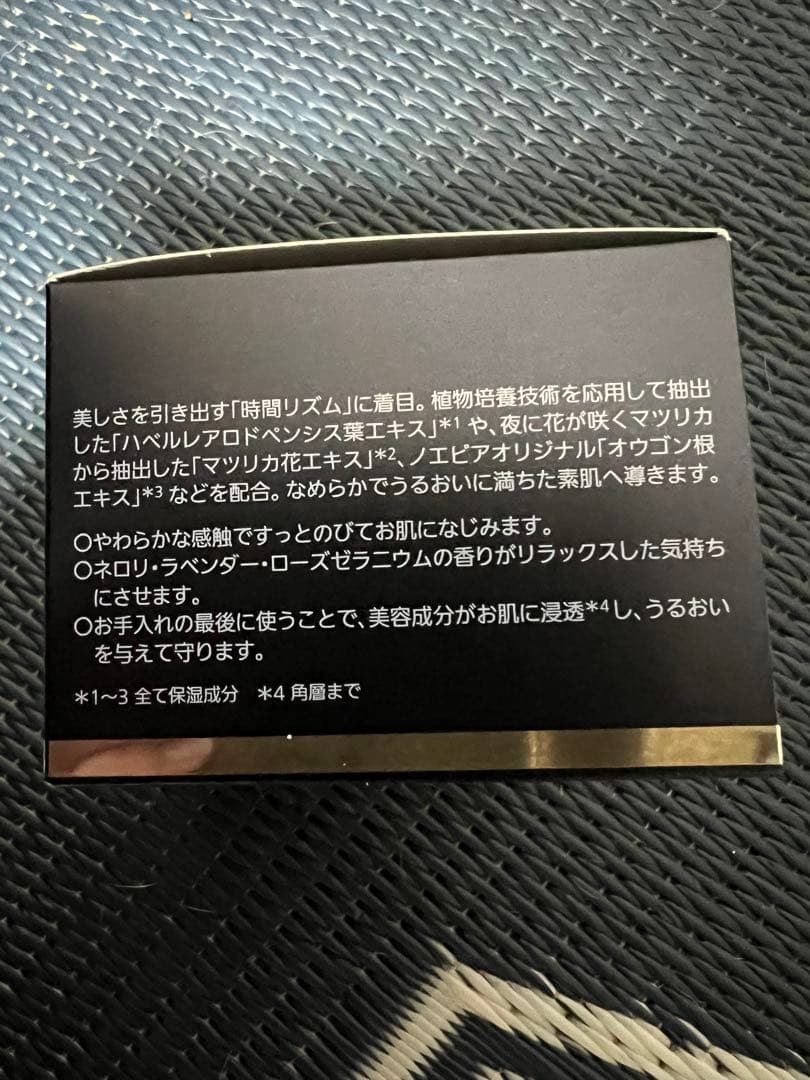 美しさを引き出す「時間リズム」に着目。植物培養技術を応用して抽出
した「ハベルレアロドペンシス葉エキス」*1 や、夜に花が咲くマツリカ
から抽出した「マツリカ花エキス」*2、ノエビアオリジナル「オウゴン根
エキス」*3 などを配合。なめらかでうるおいに満ちた素肌へ導きます。
○やわらかな感触ですっとのびてお肌になじみます。
○ネロリ・ラベンダー・ローズゼラニウムの香りがリラックスした気持ち
にさせます。
○お手入れの最後に使うことで、美容成分がお肌に浸透*4し、うるおい
を与えて守ります。
*1〜3 全て保湿成分　*4 角層まで